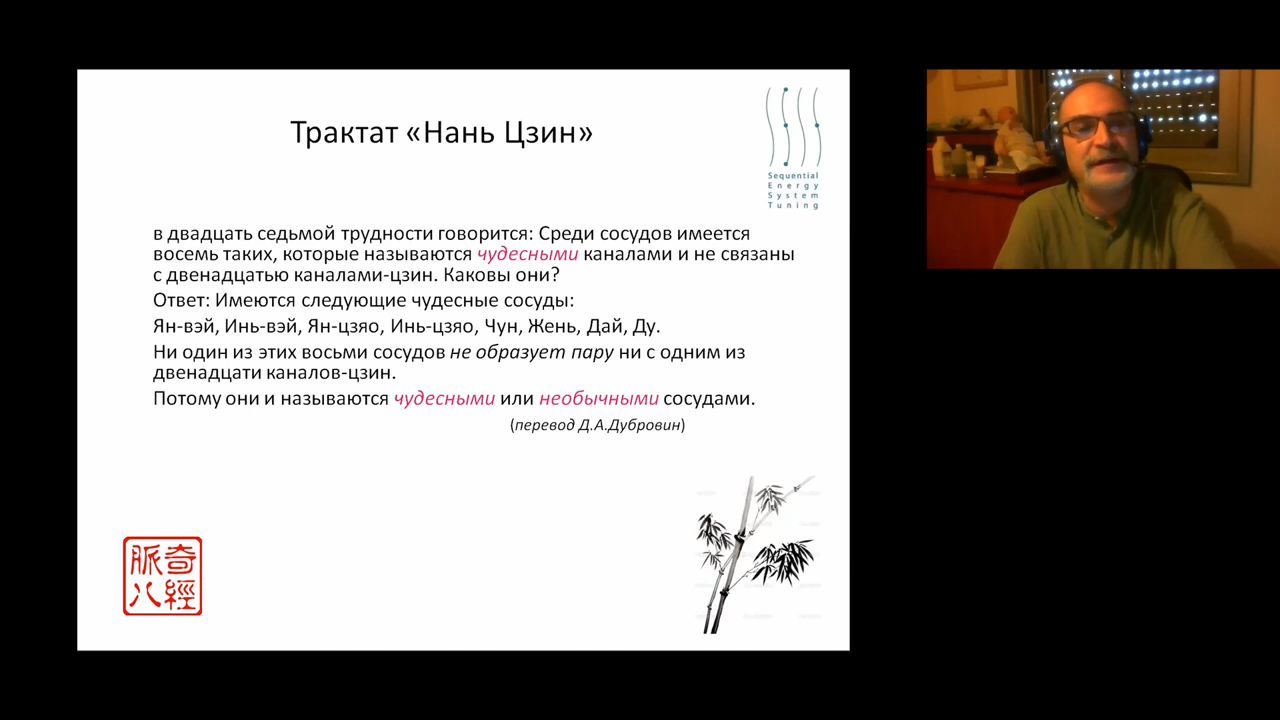 Трактат «Нань Цзин»
Sequential
Energy
System
Tuning
в двадцать седьмой трудности говорится: Среди сосудов имеется
восемь таких, которые называются чудесными каналами и не связаны
с двенадцатью каналами-цзин. Каковы они?
Ответ: Имеются следующие чудесные сосуды:
Ян-вэй, Инь-вэй, Ян-цзяо, Инь-цзяо, Чун, Жень, Дай, Ду.
Ни один из этих восьми сосудов не образует пару ни с одним из
двенадцати каналов-цзин.
Потому они и называются чудесными или необычными сосудами.
(перевод Д.А.Дубровин)
奇經
脈八